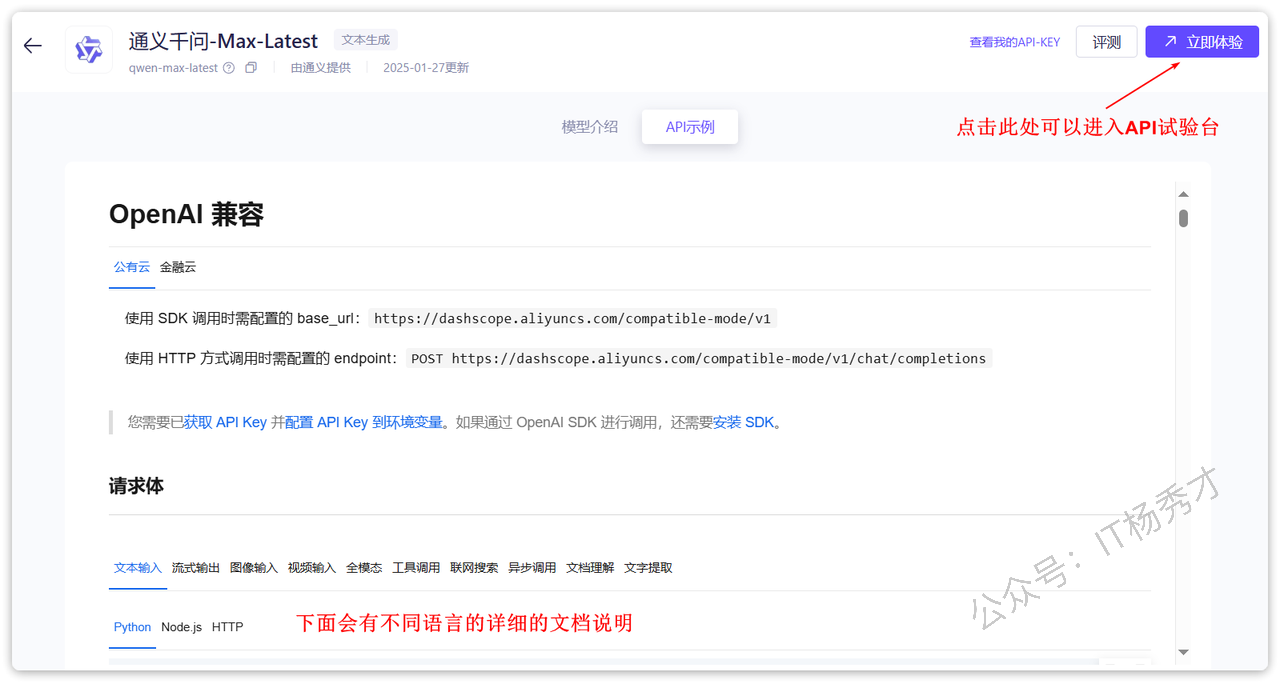 通义千问-Max-Latest 文本生成
查看我的API-KEY 评测 立即体验
qwen-max-latest 由通义提供 2025-01-27更新
点击此处可以进入API试验台
模型介绍 API示例
OpenAI 兼容
公有云 金融云
使用 SDK 调用时需配置的 base_url： https://dashscope.aliyuncs.com/compatible-mode/v1
使用 HTTP 方式调用时需配置的 endpoint： POST https://dashscope.aliyuncs.com/compatible-mode/v1/chat/completions
您需要已获取 API Key 并配置 API Key 到环境变量。如果通过 OpenAI SDK 进行调用，还需要安装 SDK。
请求体
文本输入 流式输出 图像输入 视频输入 全模态 工具调用 联网搜索 异步调用 文档理解 文字提取
Python Node.js HTTP
下面会有不同语言的详细的文档说明
公众号：IT杨秀才